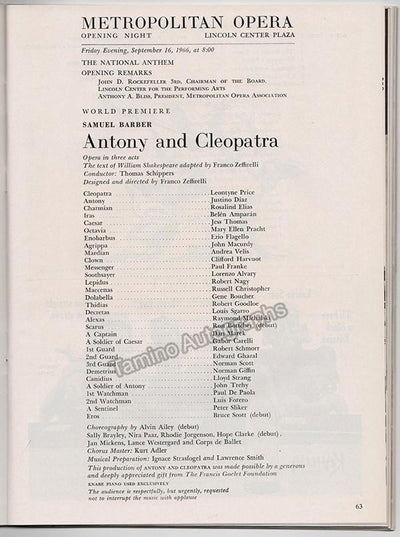 METROPOLITAN OPERA
OPENING NIGHT LINCOLN CENTER PLAZA
Friday Evening, September 16, 1966, at 8:00
THE NATIONAL ANTHEM
OPENING REMARKS
John D. Rockefeller 3rd, Chairman of the Board,
Lincoln Center for the Performing Arts
Anthony A. Bliss, President, Metropolitan Opera Association
WORLD PREMIERE
SAMUEL BARBER
Antony and Cleopatra
Opera in three acts
The text of William Shakespeare adapted by Franco Zeffirelli
Conductor: Thomas Schippers
Designed and directed by Franco Zeffirelli
Cleopatra Leontyne Price
Antony Justino Diaz
Charmian Rosalind Elias
Iras Belén Amparán
Caesar Jess Thomas
Octavia Mary Ellen Pracht
Enobarbus Ezio Flagello
Agrippa John Macurdy
Mardian Andrea Velis
Clown Clifford Harvuot
Messenger Paul Franke
Soothsayer Lorenzo Alvary
Lepidus Robert Nagy
Maecenas Russell Christopher
Dolabella Gene Boucher
Thidias Robert Goodloe
Decretas Louis Sgarro
Alexas Raymond Michalski
Scarus Ron Bottcher (debut)
A Captain Dan Marek
A Soldier of Caesar Gabor Carelli
1st Guard Robert Schmorr
2nd Guard Edward Ghazal
3rd Guard Norman Scott
Demetrius Norman Giffin
Canidius Lloyd Strang
A Soldier of Antony John Trehy
1st Watchman Paul De Paola
2nd Watchman Luis Forero
A Sentinel Peter Sliker
Eros Bruce Scott (debut)
Choreography by Alvin Ailey (debut)
Sally Brayley, Nira Paaz, Rhodie Jorgenson, Hope Clarke (debut),
Jan Mickens, Lance Westergard and Corps de Ballet
Chorus Master: Kurt Adler
Musical Preparation: Ignace Strasfogel and Lawrence Smith
This production of ANTONY AND CLEOPATRA was made possible by a generous
and deeply appreciated gift from The Francis Goelet Foundation
KNABE PIANO USED EXCLUSIVELY
The audience is respectfully, but urgently, requested
not to interrupt the music with applause
63
Tamino Autographs